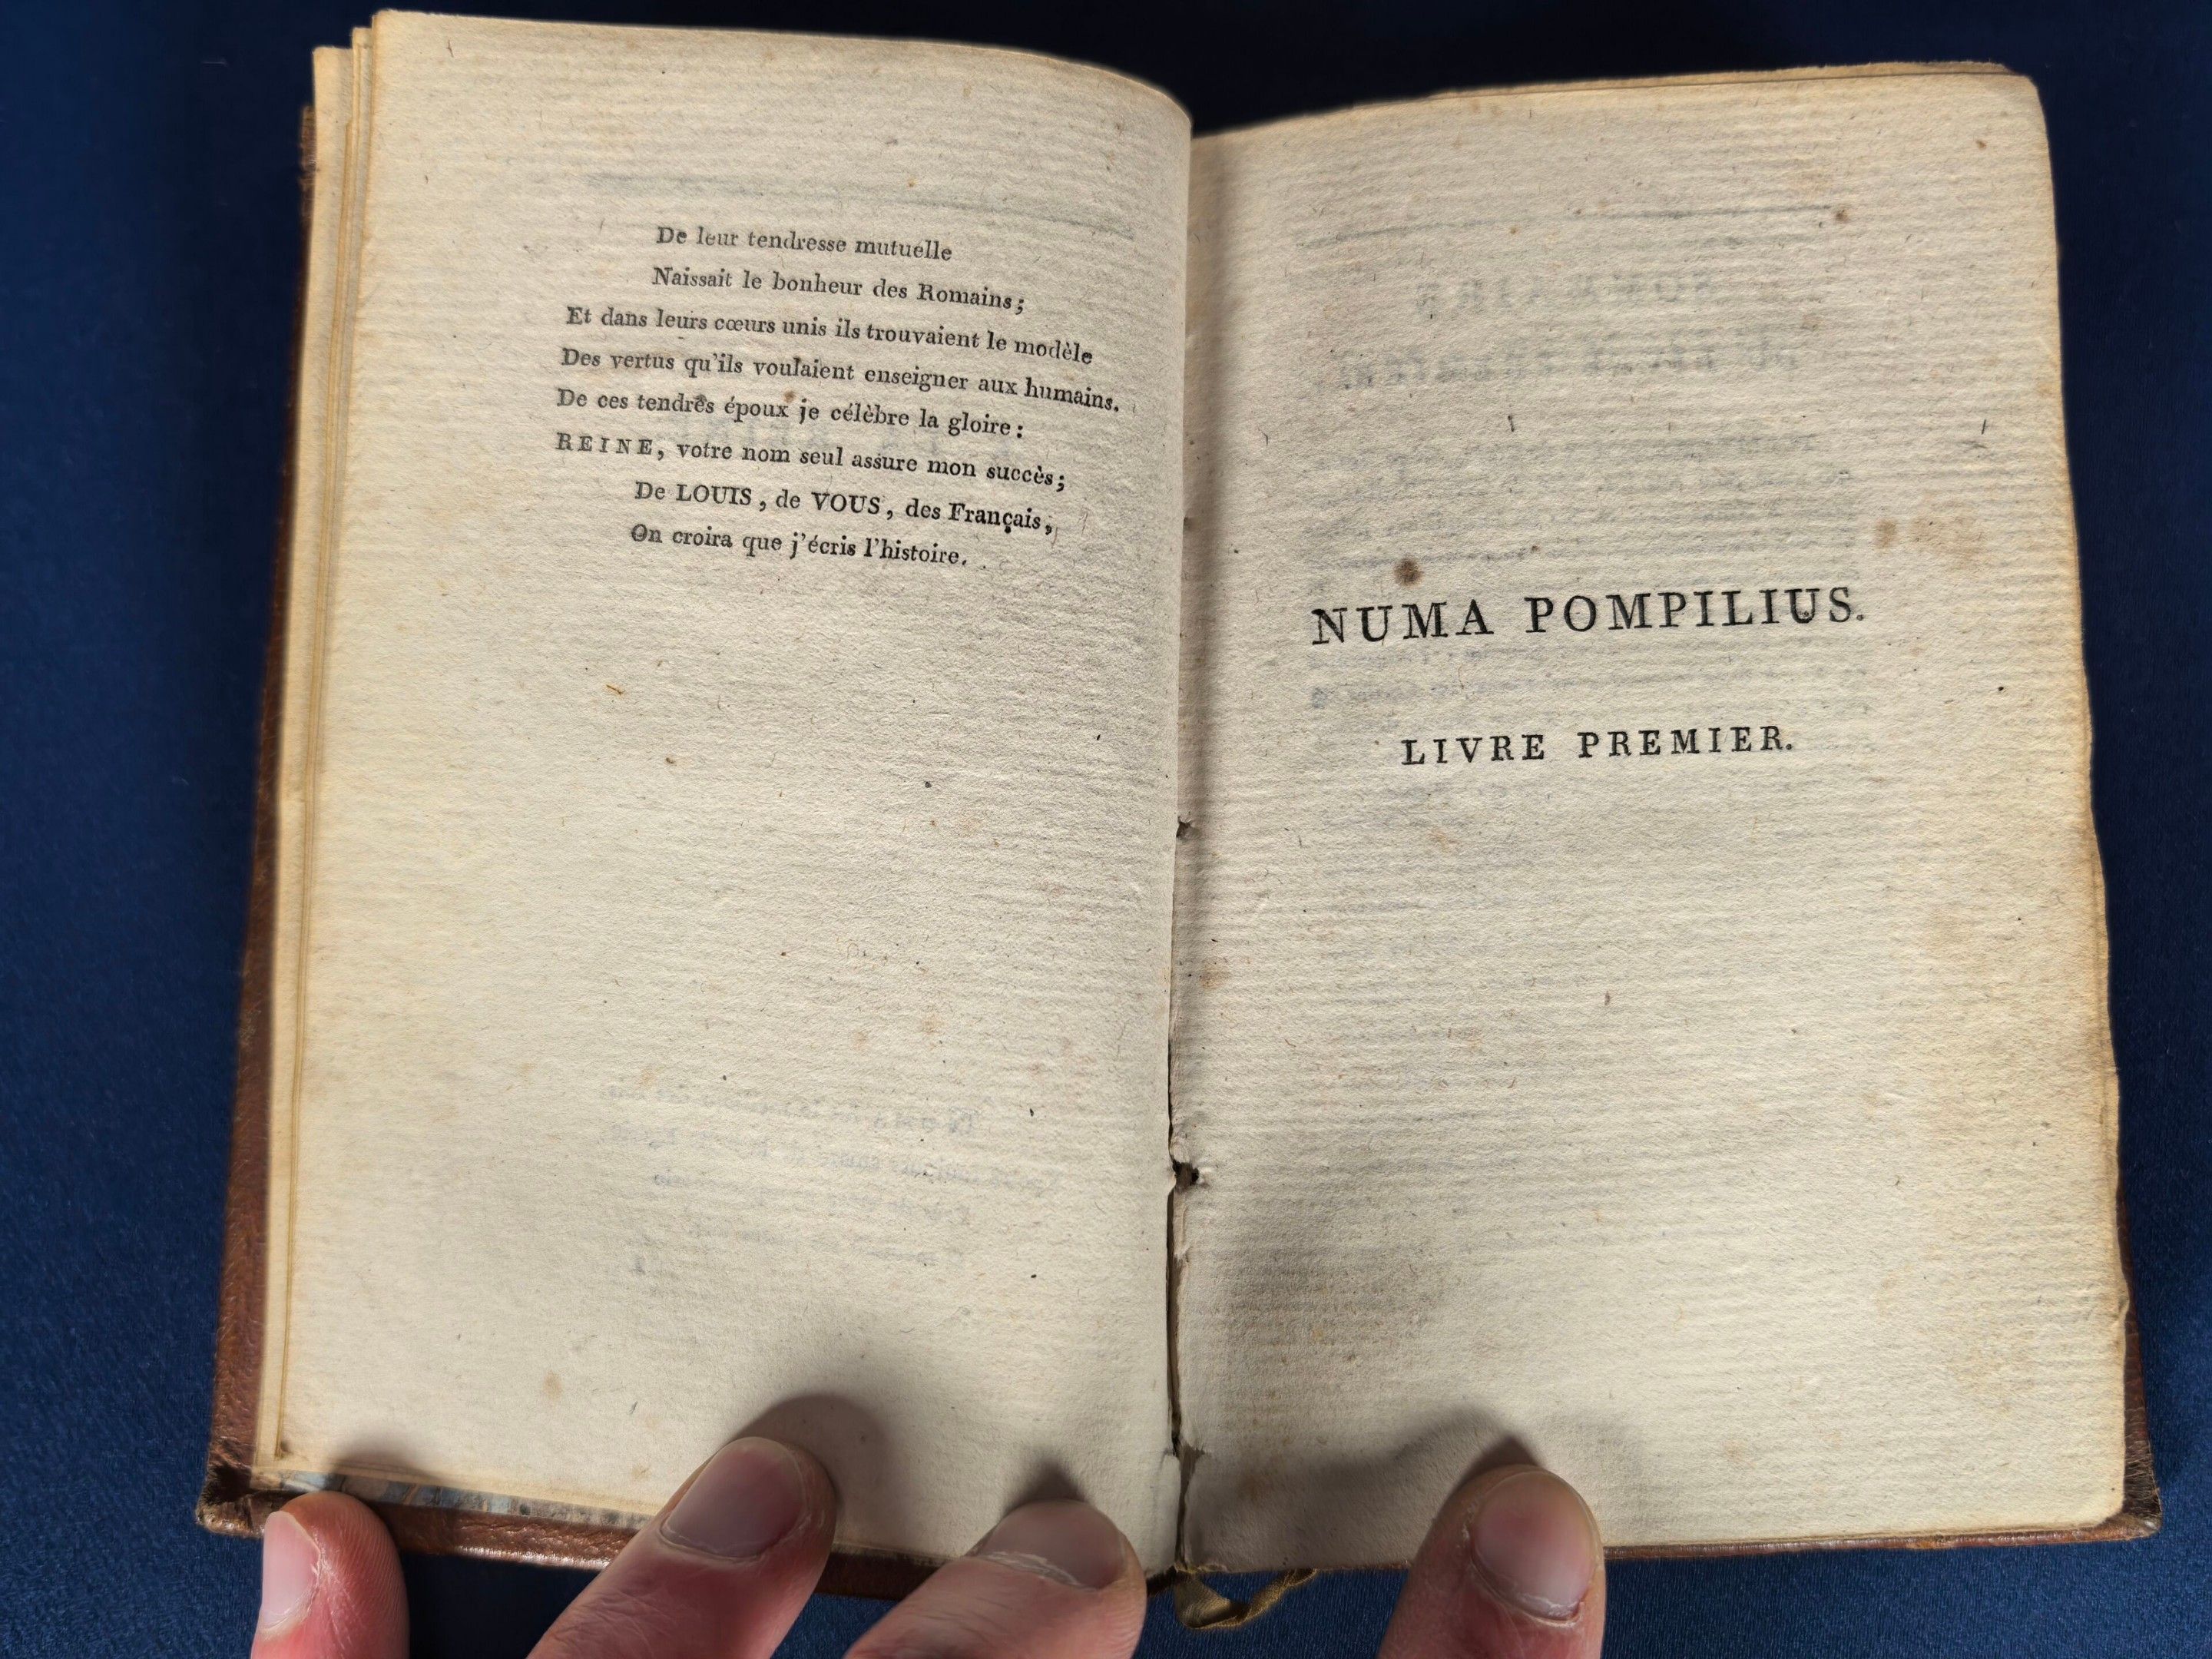 De leur tendresse mutuelle
Naissait le bonheur des Romains ;
Et dans leurs cœurs unis ils trouvaient le modèle
Des vertus qu'ils voulaient enseigner aux humains.
De ces tendres époux je célèbre la gloire :
REINE, votre nom seul assure mon succès ;
De LOUIS, de VOUS, des Français,
On croira que j'écris l'histoire.
NUMA POMPILIUS.
LIVRE PREMIER.